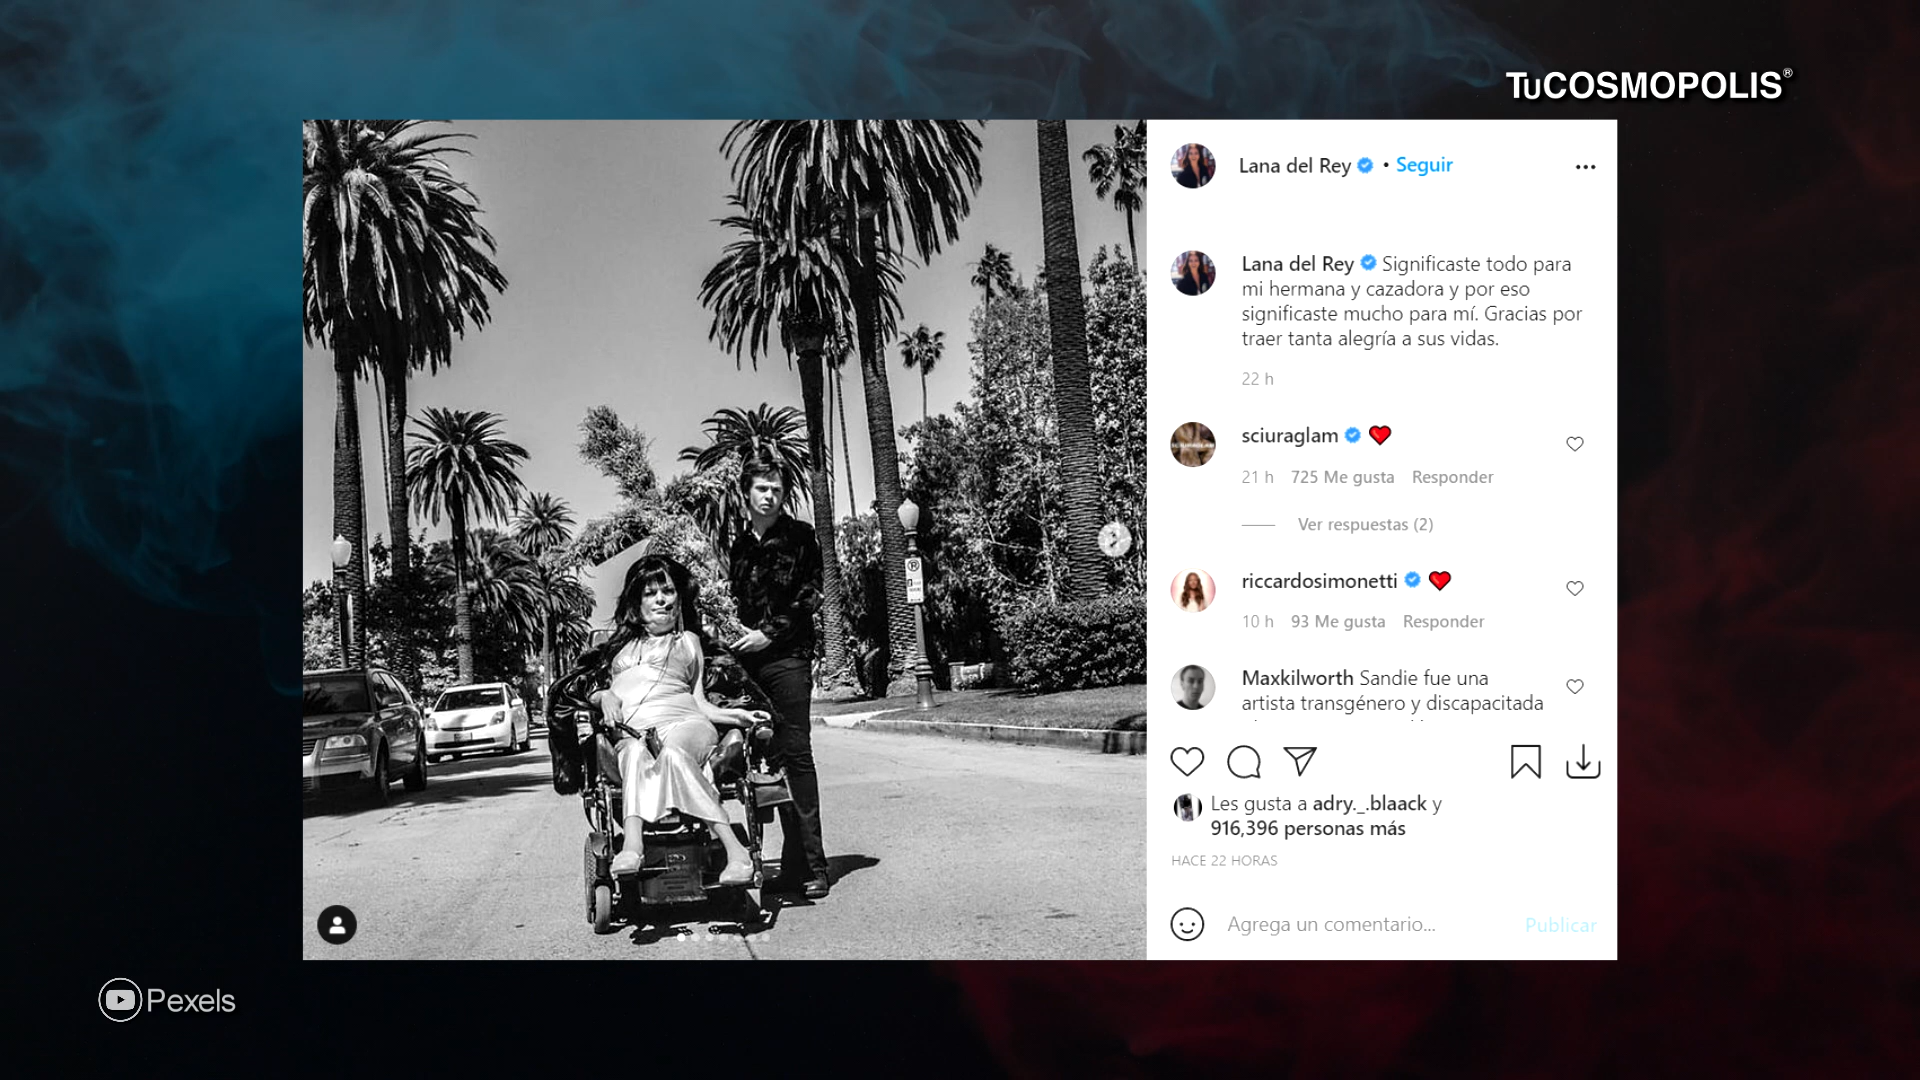 TuCOSMOPOLIS®
Lana del Rey • Seguir
Lana del Rey Significaste todo para
mi hermana y cazadora y por eso
significaste mucho para mí. Gracias por
traer tanta alegría a sus vidas.
22 h
sciuraglam
21 h 725 Me gusta Responder
Ver respuestas (2)
riccardosimonetti
10 h 93 Me gusta Responder
Maxkilworth Sandie fue una
artista transgénero y discapacitada
Les gusta a adry._.blaack y
916,396 personas más
HACE 22 HORAS
Agrega un comentario... Publicar
Pexels